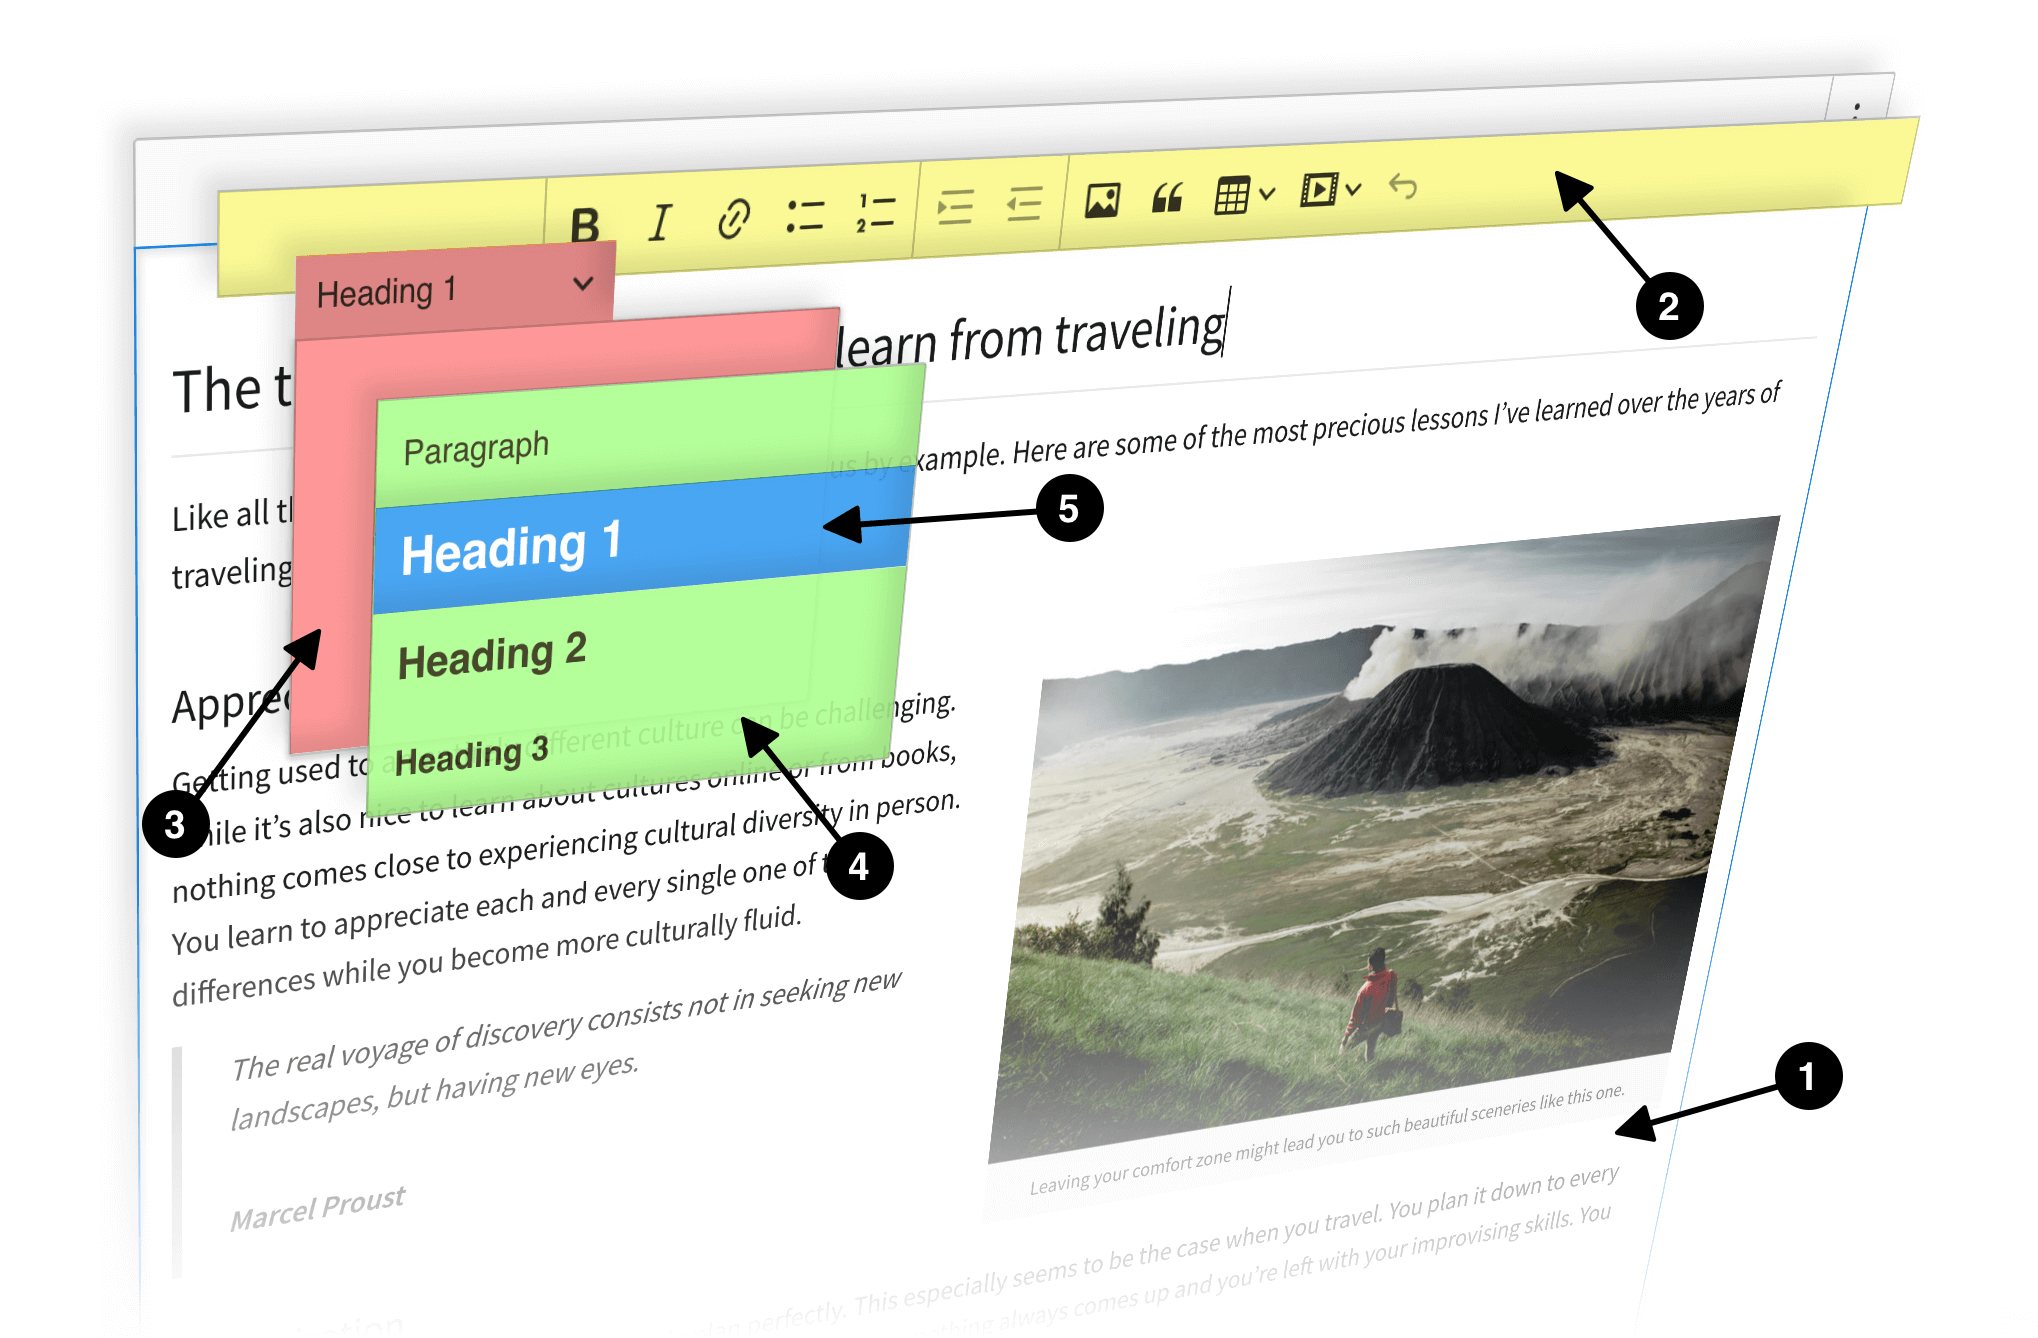 B I
1
2
Heading 1
2
The t
learn from traveling
Paragraph
us by example. Here are some of the most precious lessons I’ve learned over the years of
Like all
Heading 1
5
traveling
Heading 2
Apprec
Heading 3
Getting used to different culture can be challenging.
3
while it’s also nice to learn about cultures online or from books,
4
nothing comes close to experiencing cultural diversity in person.
You learn to appreciate each and every single one of
differences while you become more culturally fluid.
The real voyage of discovery consists not in seeking new
landscapes, but having new eyes.
Marcel Proust
Leaving your comfort zone might lead you to such beautiful sceneries like this one.
1
plan perfectly. This especially seems to be the case when you travel. You plan it down to every
always comes up and you’re left with your improvising skills. You